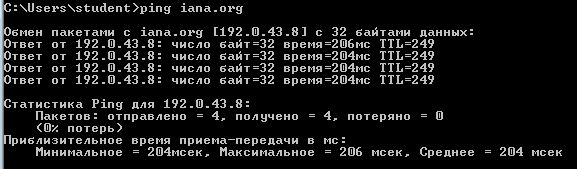 C:\Users\student>ping iana.org
Обмен пакетами с iana.org [192.0.43.8] с 32 байтами данных:
Ответ от 192.0.43.8: число байт=32 время=206мс TTL=249
Ответ от 192.0.43.8: число байт=32 время=204мс TTL=249
Ответ от 192.0.43.8: число байт=32 время=204мс TTL=249
Ответ от 192.0.43.8: число байт=32 время=204мс TTL=249
Статистика Ping для 192.0.43.8:
Пакетов: отправлено = 4, получено = 4, потеряно = 0
(0% потерь)
Приблизительное время приема-передачи в мс:
Минимальное = 204мсек, Максимальное = 206 мсек, Среднее = 204 мсек